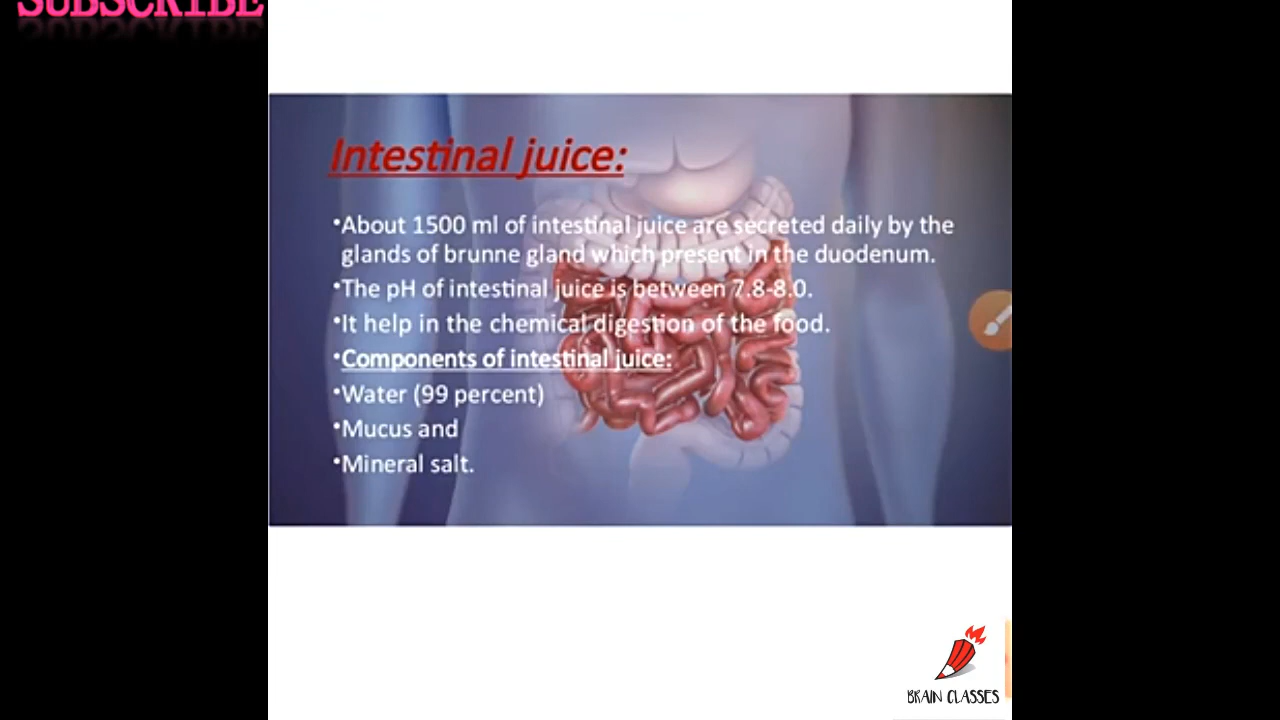 SUBSCRIBE
Intestinal juice:
•About 1500 ml of intestinal juice are secreted daily by the
glands of brunne gland which present in the duodenum.
•The pH of intestinal juice is between 7.8-8.0.
•It help in the chemical digestion of the food.
•Components of intestinal juice:
•Water (99 percent)
•Mucus and
•Mineral salt.
BRAIN CLASSES